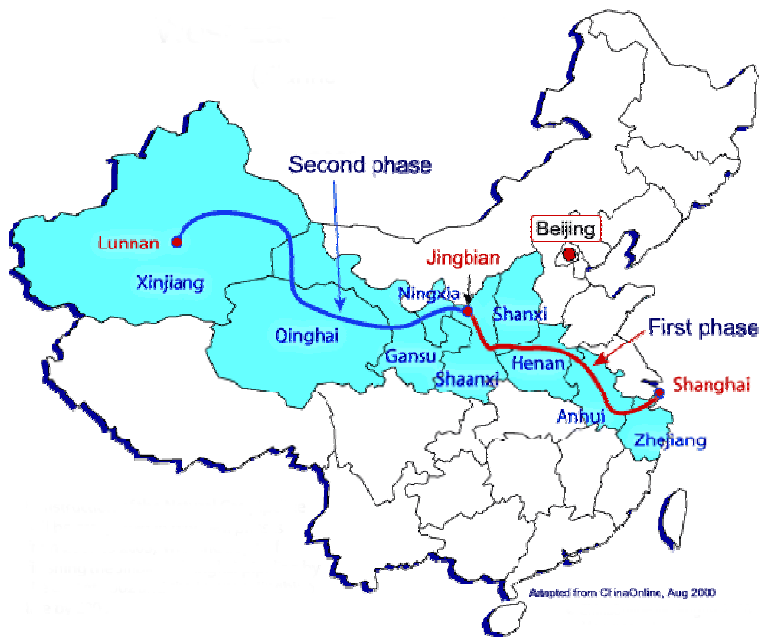 Second phase
Beijing
Lunnan
Jingbian
Xinjiang
Ningxia
Shanxi
First phase
Qinghai
Gansu
Henan
Shaanxi
Shanghai
Anhui
Zhejiang
Adapted from ChinaOnline, Aug 2000